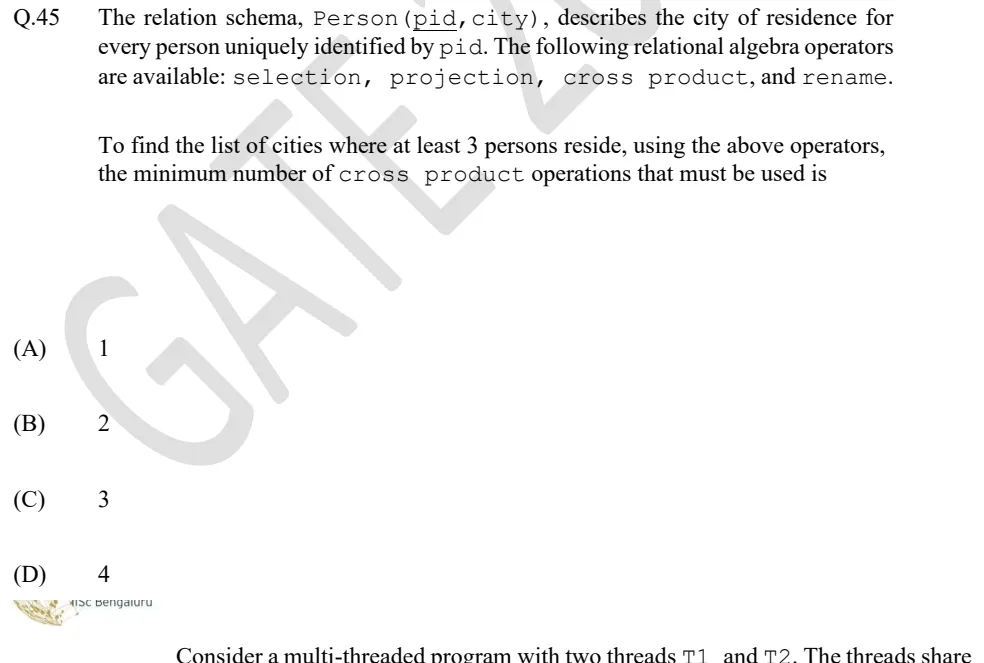 Q.45 The relation schema, Person(pid,city), describes the city of residence for
every person uniquely identified by pid. The following relational algebra operators
are available: selection, projection, cross product, and rename.
To find the list of cities where at least 3 persons reside, using the above operators,
the minimum number of cross product operations that must be used is
GATE 20
(A) 1
(B) 2
(C) 3
(D) 4
IISc Bengaluru
Consider a multi-threaded program with two threads T1 and T2. The threads share